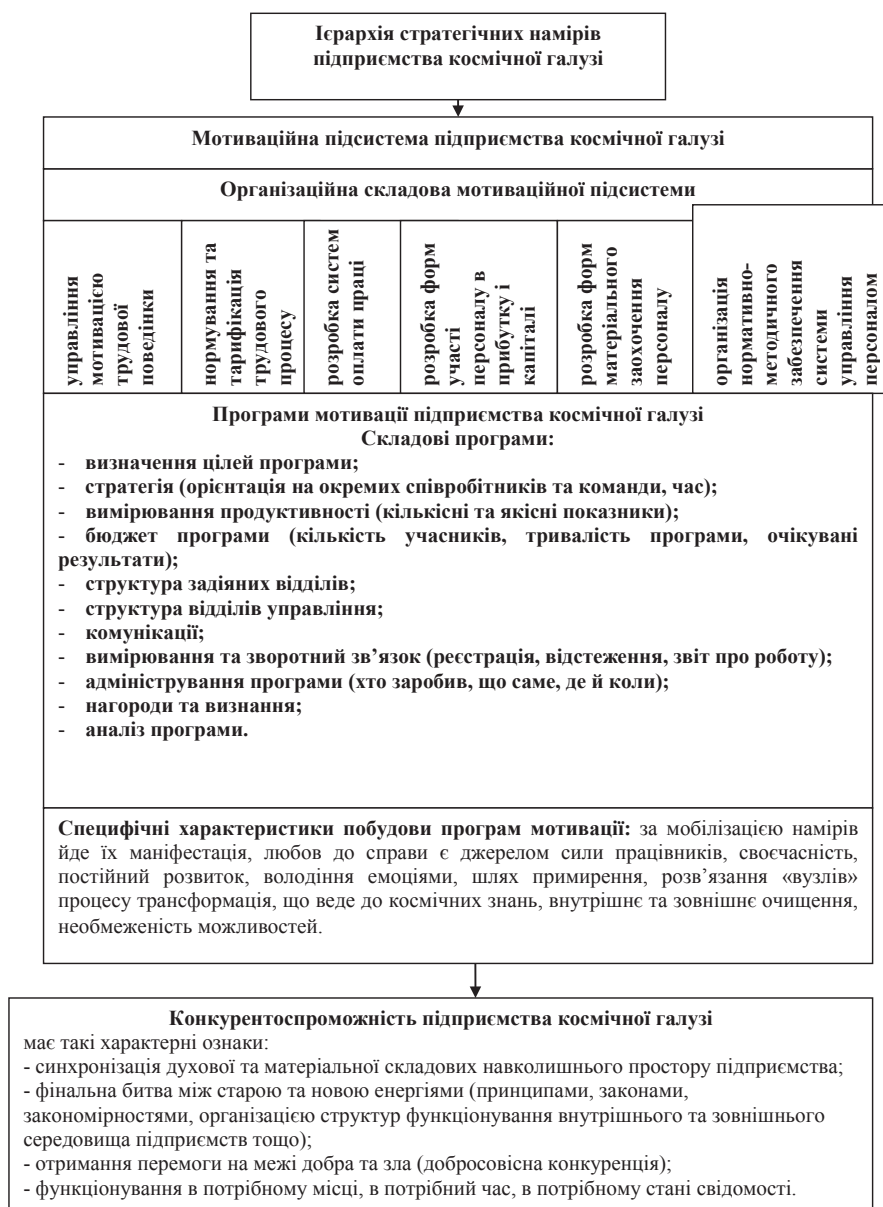 Ієрархія стратегічних намірів
підприємства космічної галузі
Мотиваційна підсистема підприємства космічної галузі
Організаційна складова мотиваційної підсистеми
управління
мотивацією
трудової
поведінки
нормування та
тарифікація
трудового
процесу
розробка систем
оплати праці
розробка форм
участі
персоналу в
прибутку і
капіталі
розробка форм
матеріального
заохочення
персоналу
організація
нормативно-
методичного
забезпечення
системи
управління
персоналом
Програми мотивації підприємства космічної галузі
Складові програми:
- визначення цілей програми;
- стратегія (орієнтація на окремих співробітників та команди, час);
- вимірювання продуктивності (кількісні та якісні показники);
- бюджет програми (кількість учасників, тривалість програми, очікувані
результати);
- структура задіяних відділів;
- структура відділів управління;
- комунікації;
- вимірювання та зворотний зв’язок (реєстрація, відстеження, звіт про роботу);
- адміністрування програми (хто заробив, що саме, де й коли);
- нагороди та визнання;
- аналіз програми.
Специфічні характеристики побудови програм мотивації: за мобілізацією намірів
йде їх маніфестація, любов до справи є джерелом сили працівників, своєчасність,
постійний розвиток, володіння емоціями, шлях примирення, розв’язання «вузлів»
процесу трансформація, що веде до космічних знань, внутрішнє та зовнішнє очищення,
необмеженість можливостей.
Конкурентоспроможність підприємства космічної галузі
має такі характерні ознаки:
- синхронізація духової та матеріальної складових навколишнього простору підприємства;
- фінальна битва між старою та новою енергіями (принципами, законами,
закономірностями, організацією структур функціонування внутрішнього та зовнішнього
середовища підприємств тощо);
- отримання перемоги на межі добра та зла (добросовісна конкуренція);
- функціонування в потрібному місці, в потрібний час, в потрібному стані свідомості.